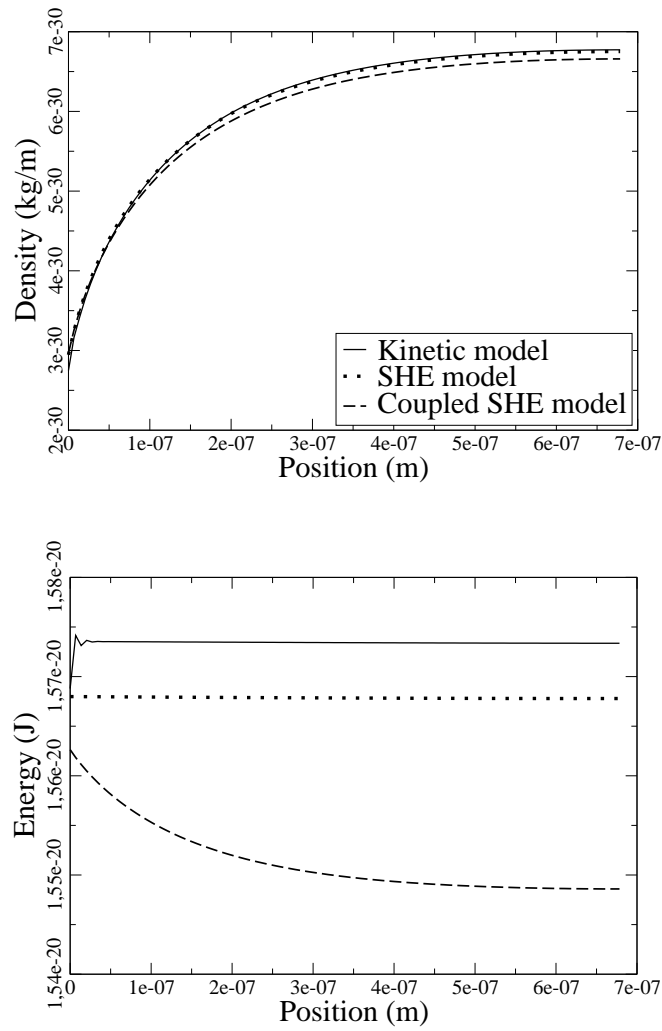 7e-30
6e-30
5e-30
4e-30
3e-30
2e-30
Density (kg/m)
Kinetic model
SHE model
Coupled SHE model
0 1e-07 2e-07 3e-07 4e-07 5e-07 6e-07 7e-07
Position (m)
1,58e-20
1,57e-20
1,56e-20
1,55e-20
1,54e-20
Energy (J)
0 1e-07 2e-07 3e-07 4e-07 5e-07 6e-07 7e-07
Position (m)